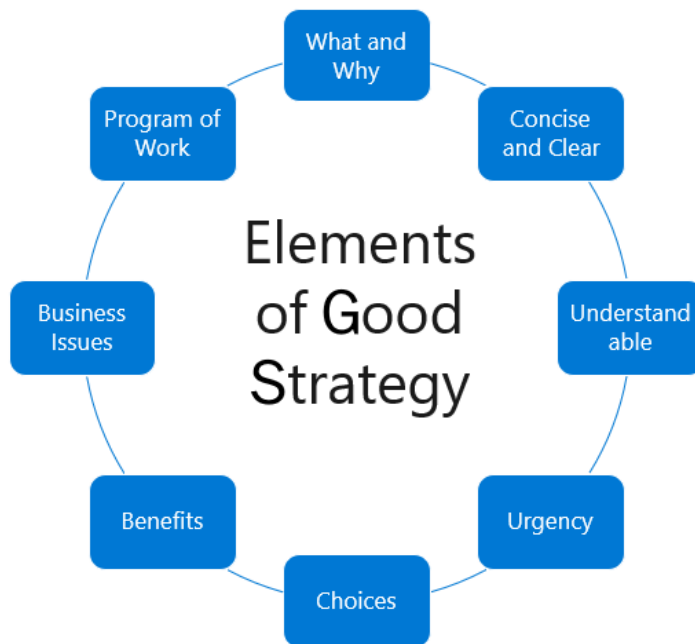 What and
Why
Concise
and Clear
Understand
able
Urgency
Choices
Benefits
Business
Issues
Program of
Work
Elements
of Good
Strategy